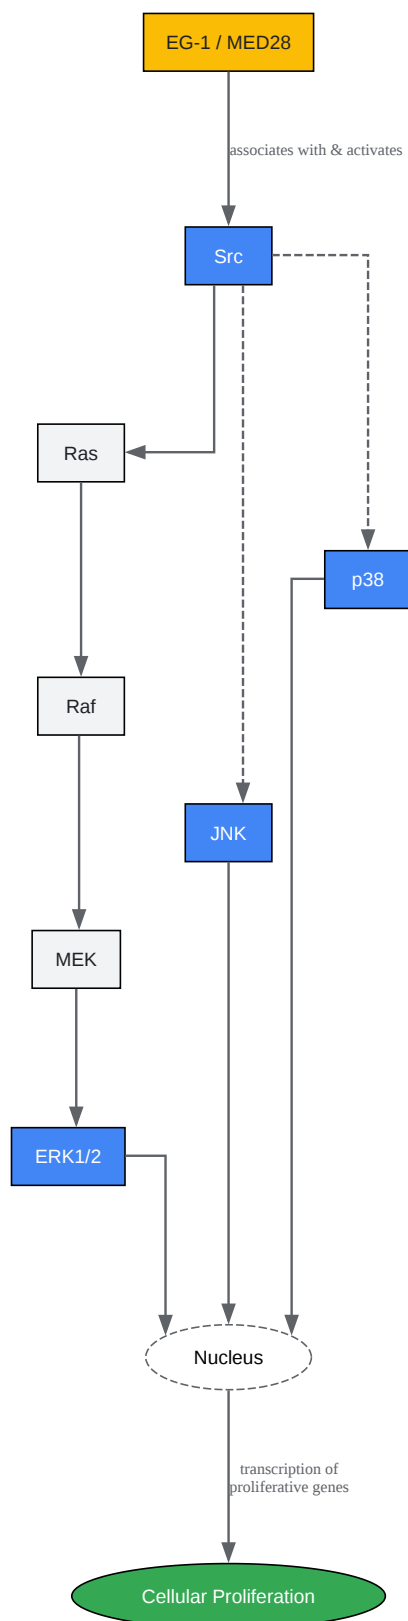 EG-1 / MED28
associates with & activates
Src
Ras
p38
Raf
JNK
MEK
ERK1/2
Nucleus
transcription of
proliferative genes
Cellular Proliferation